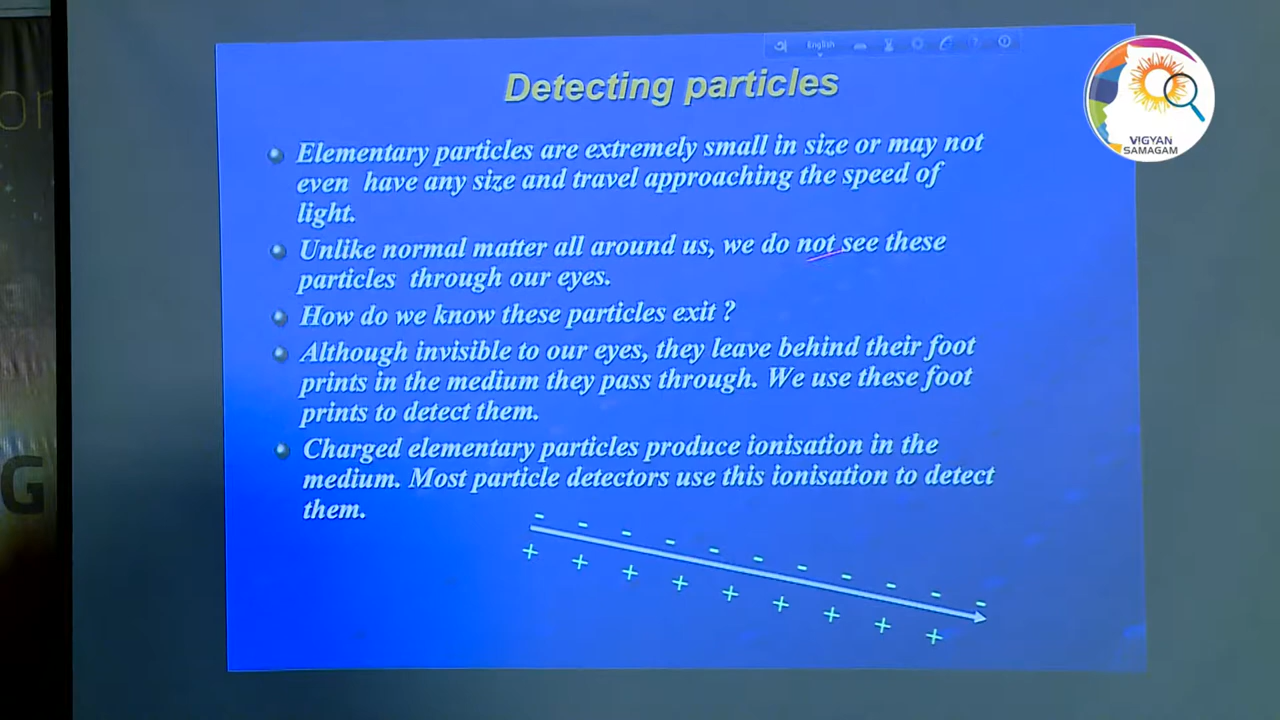 English
Detecting particles
VIGYAN
SAMAGAM
Elementary particles are extremely small in size or may not
even have any size and travel approaching the speed of
light.
Unlike normal matter all around us, we do not see these
particles through our eyes.
How do we know these particles exit ?
Although invisible to our eyes, they leave behind their foot
prints in the medium they pass through. We use these foot
prints to detect them.
Charged elementary particles produce ionisation in the
medium. Most particle detectors use this ionisation to detect
them.
- - - - - - - - - - -
+ + + + + + + + + +
G